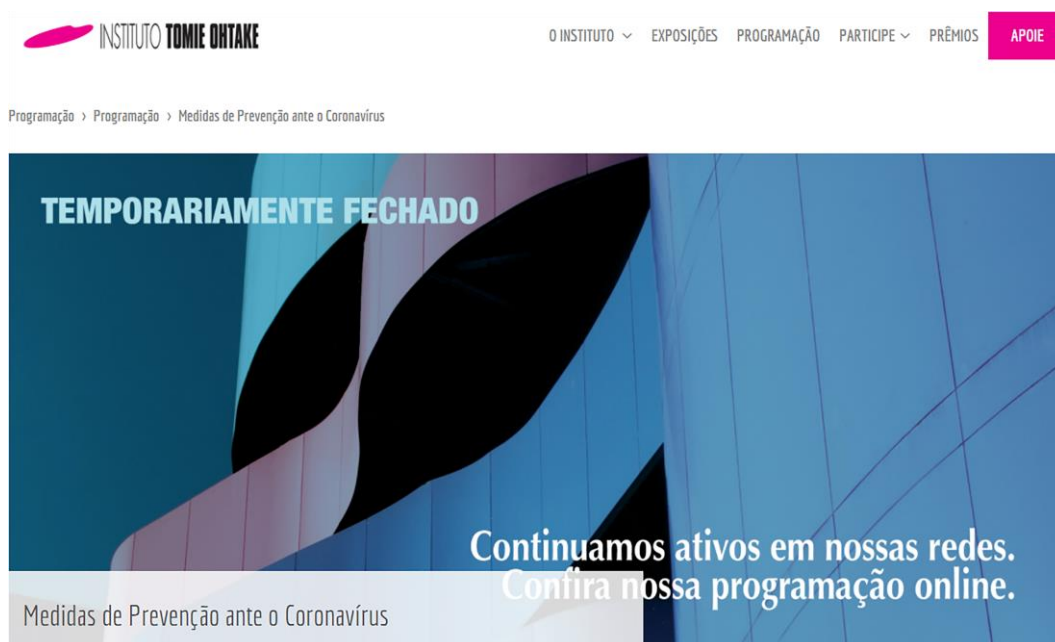 INSTITUTO TOMIE OHTAKE
O INSTITUTO EXPOSIÇÕES PROGRAMAÇÃO PARTICIPE PRÊMIOS APOIE
Programação › Programação › Medidas de Prevenção ante o Coronavírus
TEMPORARIAMENTE FECHADO
Continuamos ativos em nossas redes.
Confira nossa programação online.
Medidas de Prevenção ante o Coronavírus